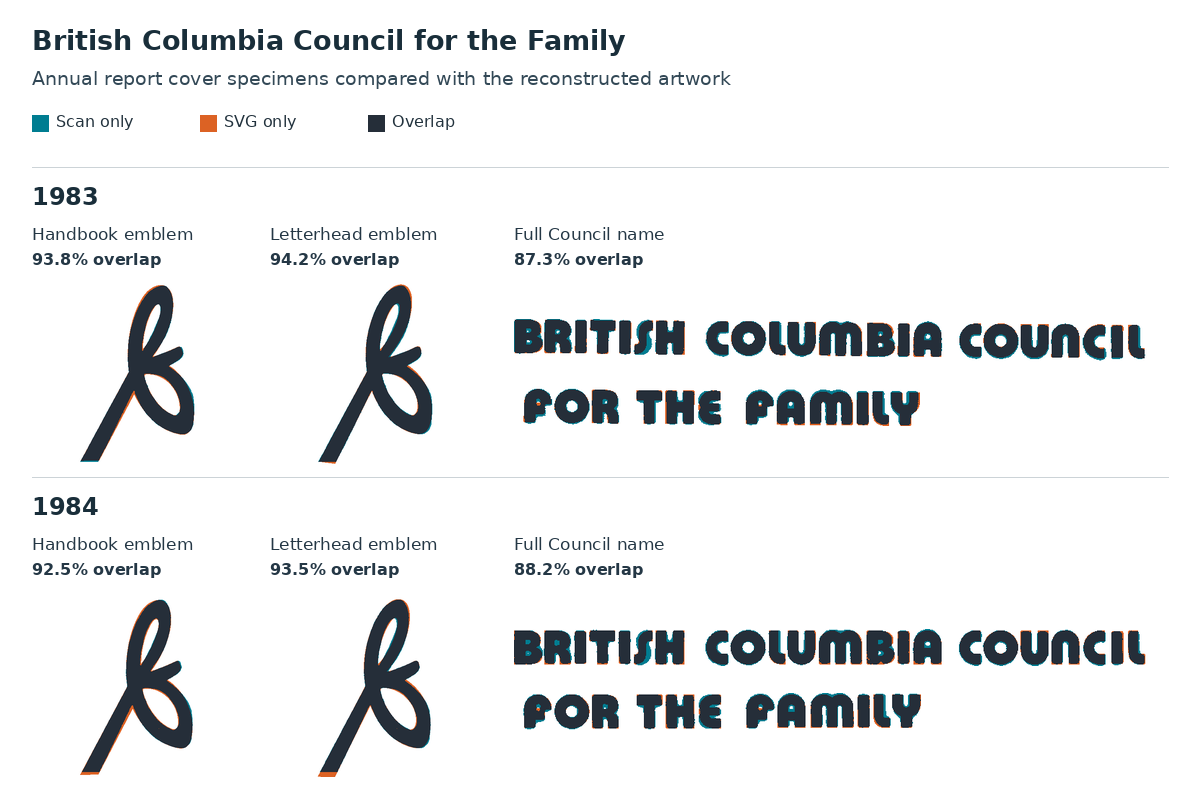 British Columbia Council for the Family
Annual report cover specimens compared with the reconstructed artwork
Scan only SVG only Overlap
1983
Handbook emblem Letterhead emblem Full Council name
93.8% overlap 94.2% overlap 87.3% overlap
BRITISH COLUMBIA COUNCIL
FOR THE FAMILY
1984
Handbook emblem Letterhead emblem Full Council name
92.5% overlap 93.5% overlap 88.2% overlap
BRITISH COLUMBIA COUNCIL
FOR THE FAMILY